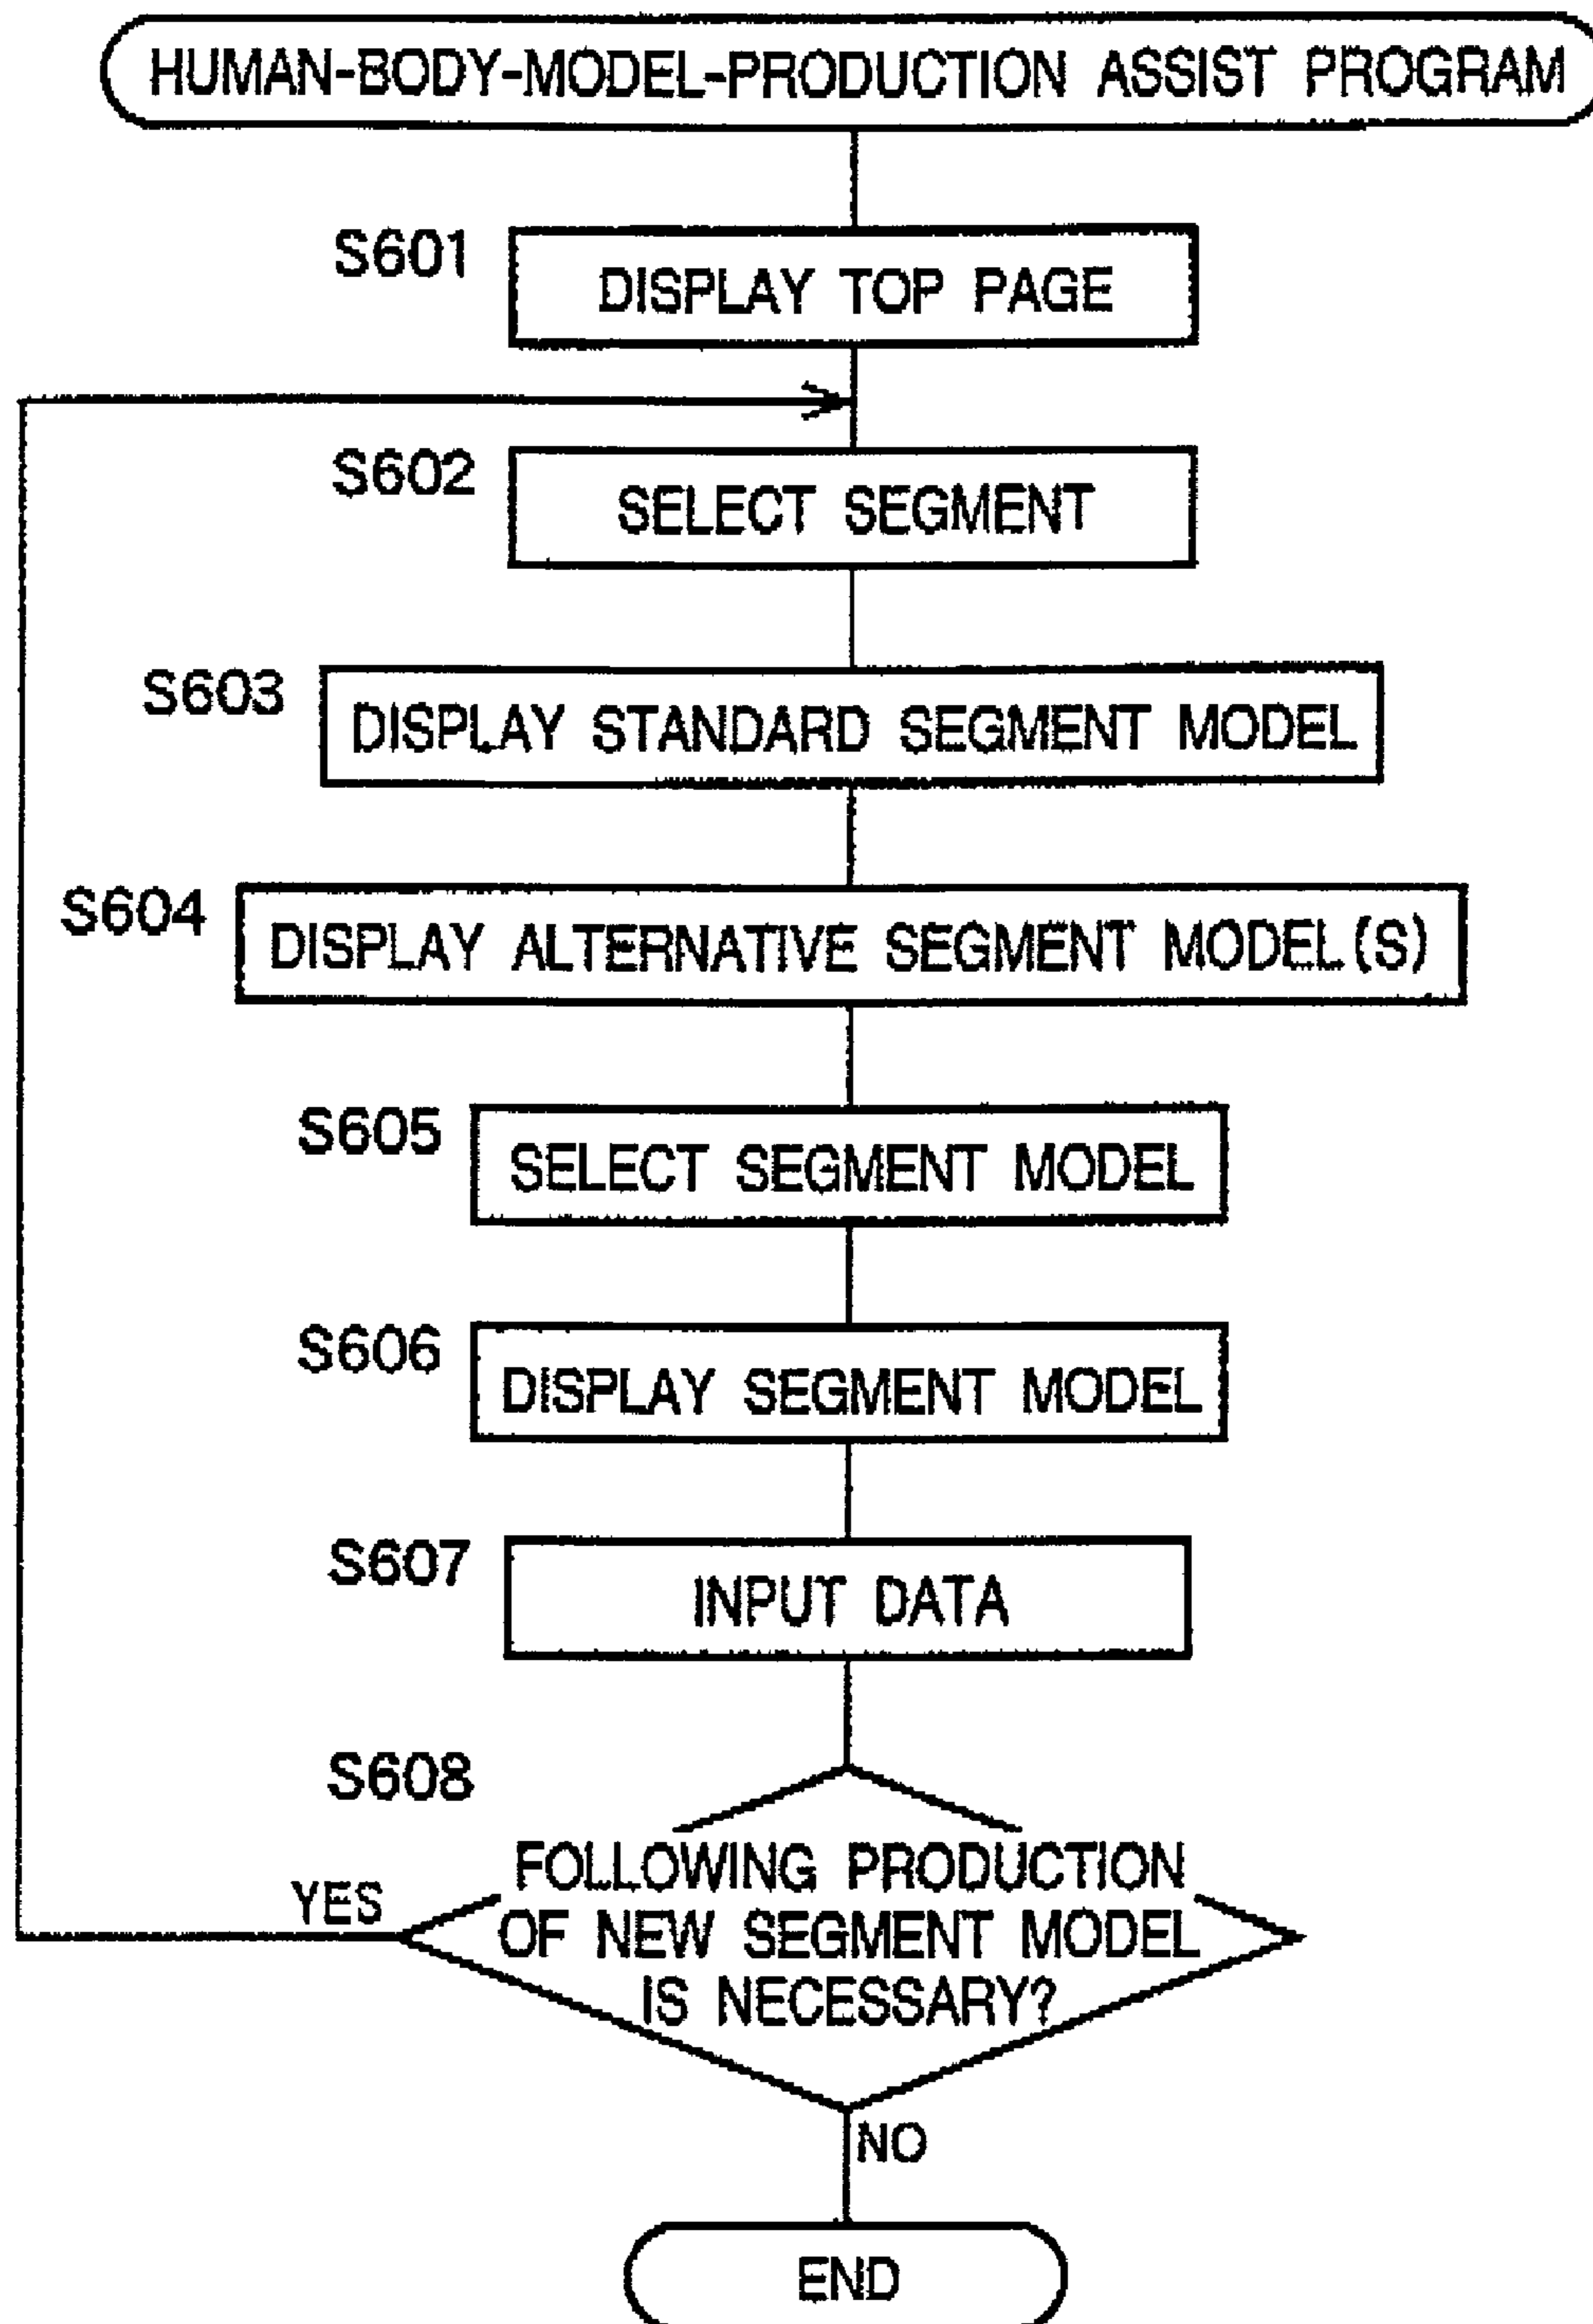 HUMAN-BODY-MODEL-PRODUCTION ASSIST PROGRAM
S601
DISPLAY TOP PAGE
S602
SELECT SEGMENT
S603
DISPLAY STANDARD SEGMENT MODEL
S604
DISPLAY ALTERNATIVE SEGMENT MODEL(S)
S605
SELECT SEGMENT MODEL
S606
DISPLAY SEGMENT MODEL
S607
INPUT DATA
S608
FOLLOWING PRODUCTION
OF NEW SEGMENT MODEL
IS NECESSARY?
YES
NO
END